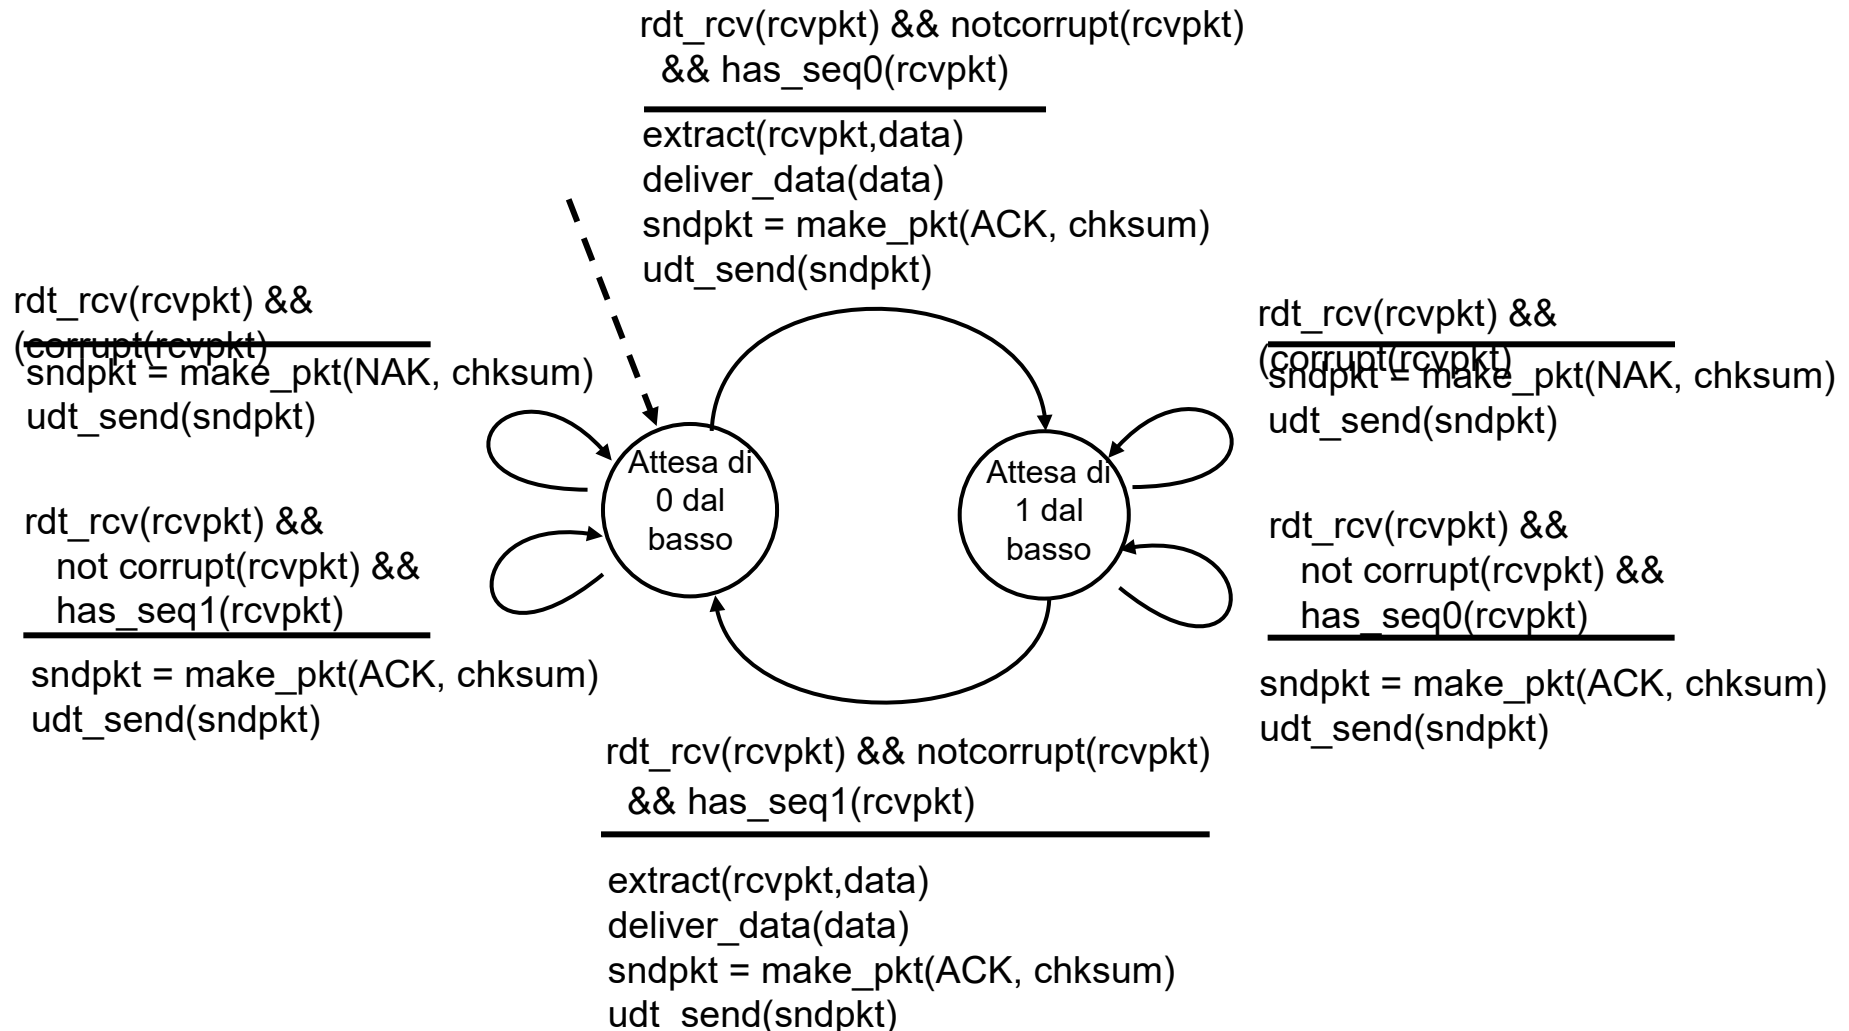 rdt_rcv(rcvpkt) && notcorrupt(rcvpkt)
&& has_seq0(rcvpkt)
extract(rcvpkt,data)
deliver_data(data)
sndpkt = make_pkt(ACK, chksum)
udt_send(sndpkt)
rdt_rcv(rcvpkt) &&
(corrupt(rcvpkt)
sndpkt = make_pkt(NAK, chksum)
udt_send(sndpkt)
rdt_rcv(rcvpkt) &&
not corrupt(rcvpkt) &&
has_seq1(rcvpkt)
sndpkt = make_pkt(ACK, chksum)
udt_send(sndpkt)
Attesa di
0 dal
basso
Attesa di
1 dal
basso
rdt_rcv(rcvpkt) &&
(corrupt(rcvpkt)
sndpkt = make_pkt(NAK, chksum)
udt_send(sndpkt)
rdt_rcv(rcvpkt) &&
not corrupt(rcvpkt) &&
has_seq0(rcvpkt)
sndpkt = make_pkt(ACK, chksum)
udt_send(sndpkt)
rdt_rcv(rcvpkt) && notcorrupt(rcvpkt)
&& has_seq1(rcvpkt)
extract(rcvpkt,data)
deliver_data(data)
sndpkt = make_pkt(ACK, chksum)
udt_send(sndpkt)